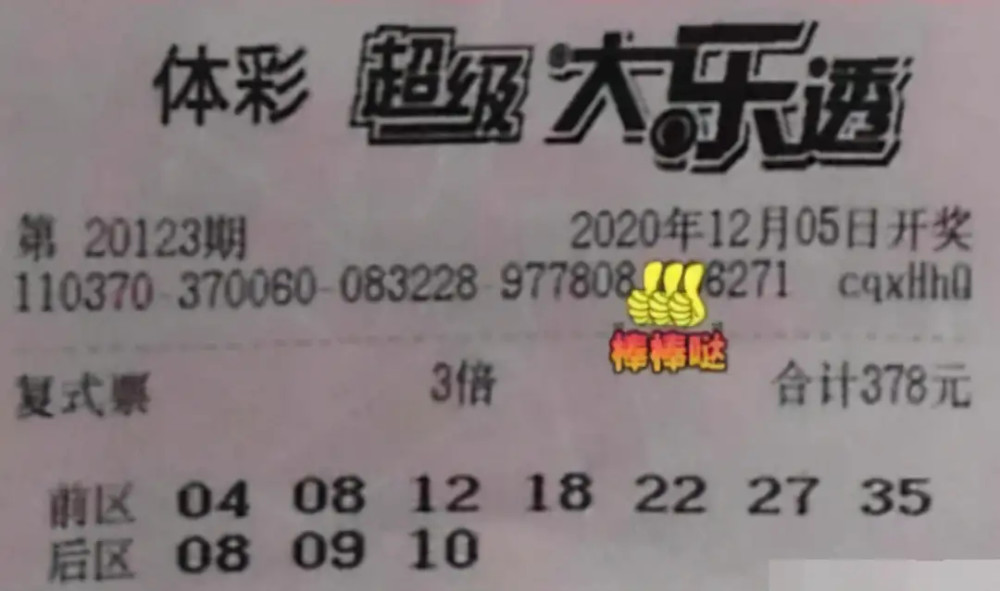 体彩 超级大乐透
第 20123期 2020年12月05日开奖
110370-370060-083228-977808 6271 cqxHhQ
棒棒哒
复式票 3倍 合计378元
前区 04 08 12 18 22 27 35
后区 08 09 10